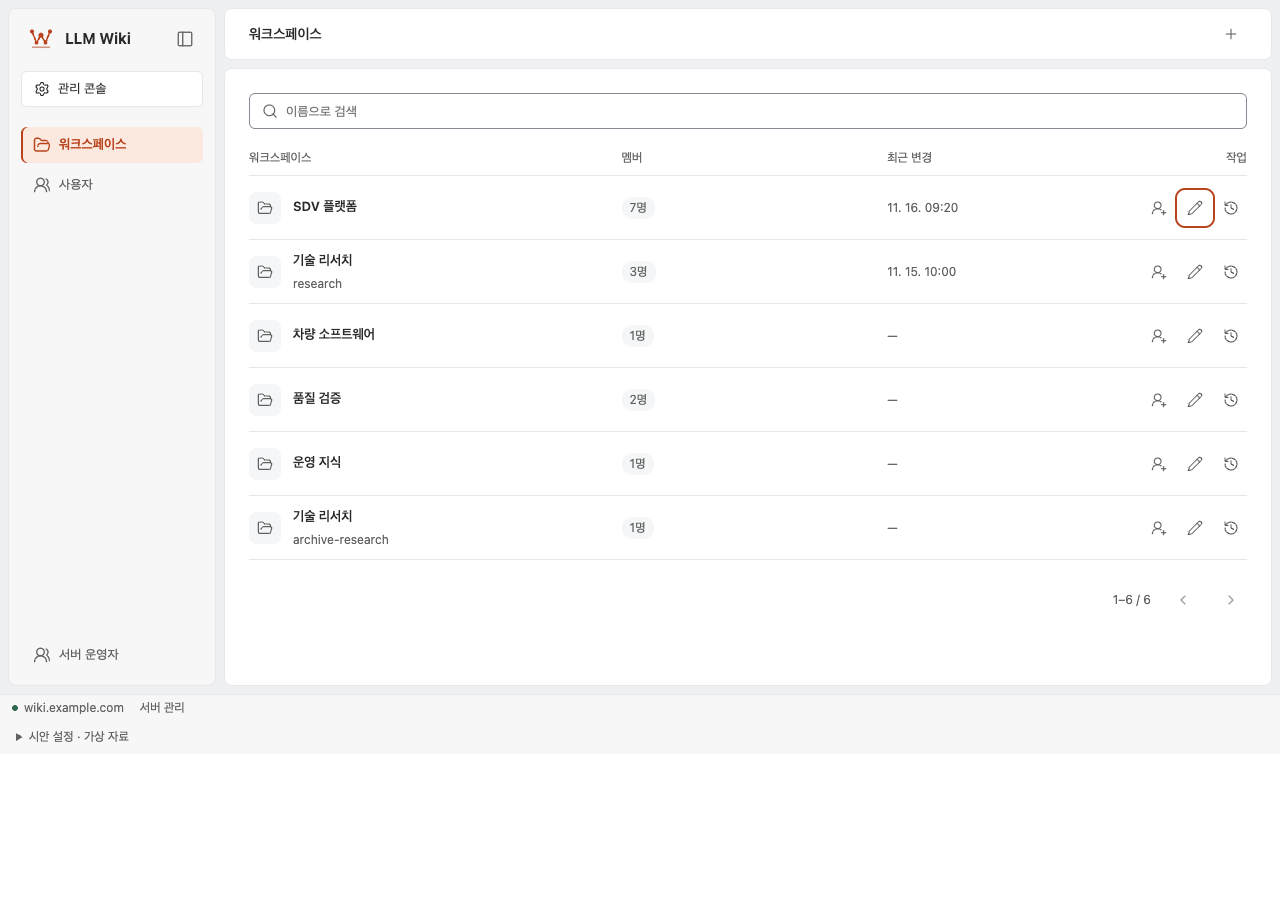 LLM Wiki
관리 콘솔
워크스페이스
사용자
서버 운영자
워크스페이스
이름으로 검색
워크스페이스 멤버 최근 변경 작업
SDV 플랫폼 7명 11. 16. 09:20
기술 리서치
research
3명 11. 15. 10:00
차량 소프트웨어 1명 —
품질 검증 2명 —
운영 지식 1명 —
기술 리서치
archive-research
1명 —
1–6 / 6
wiki.example.com 서버 관리
시안 설정 · 가상 자료